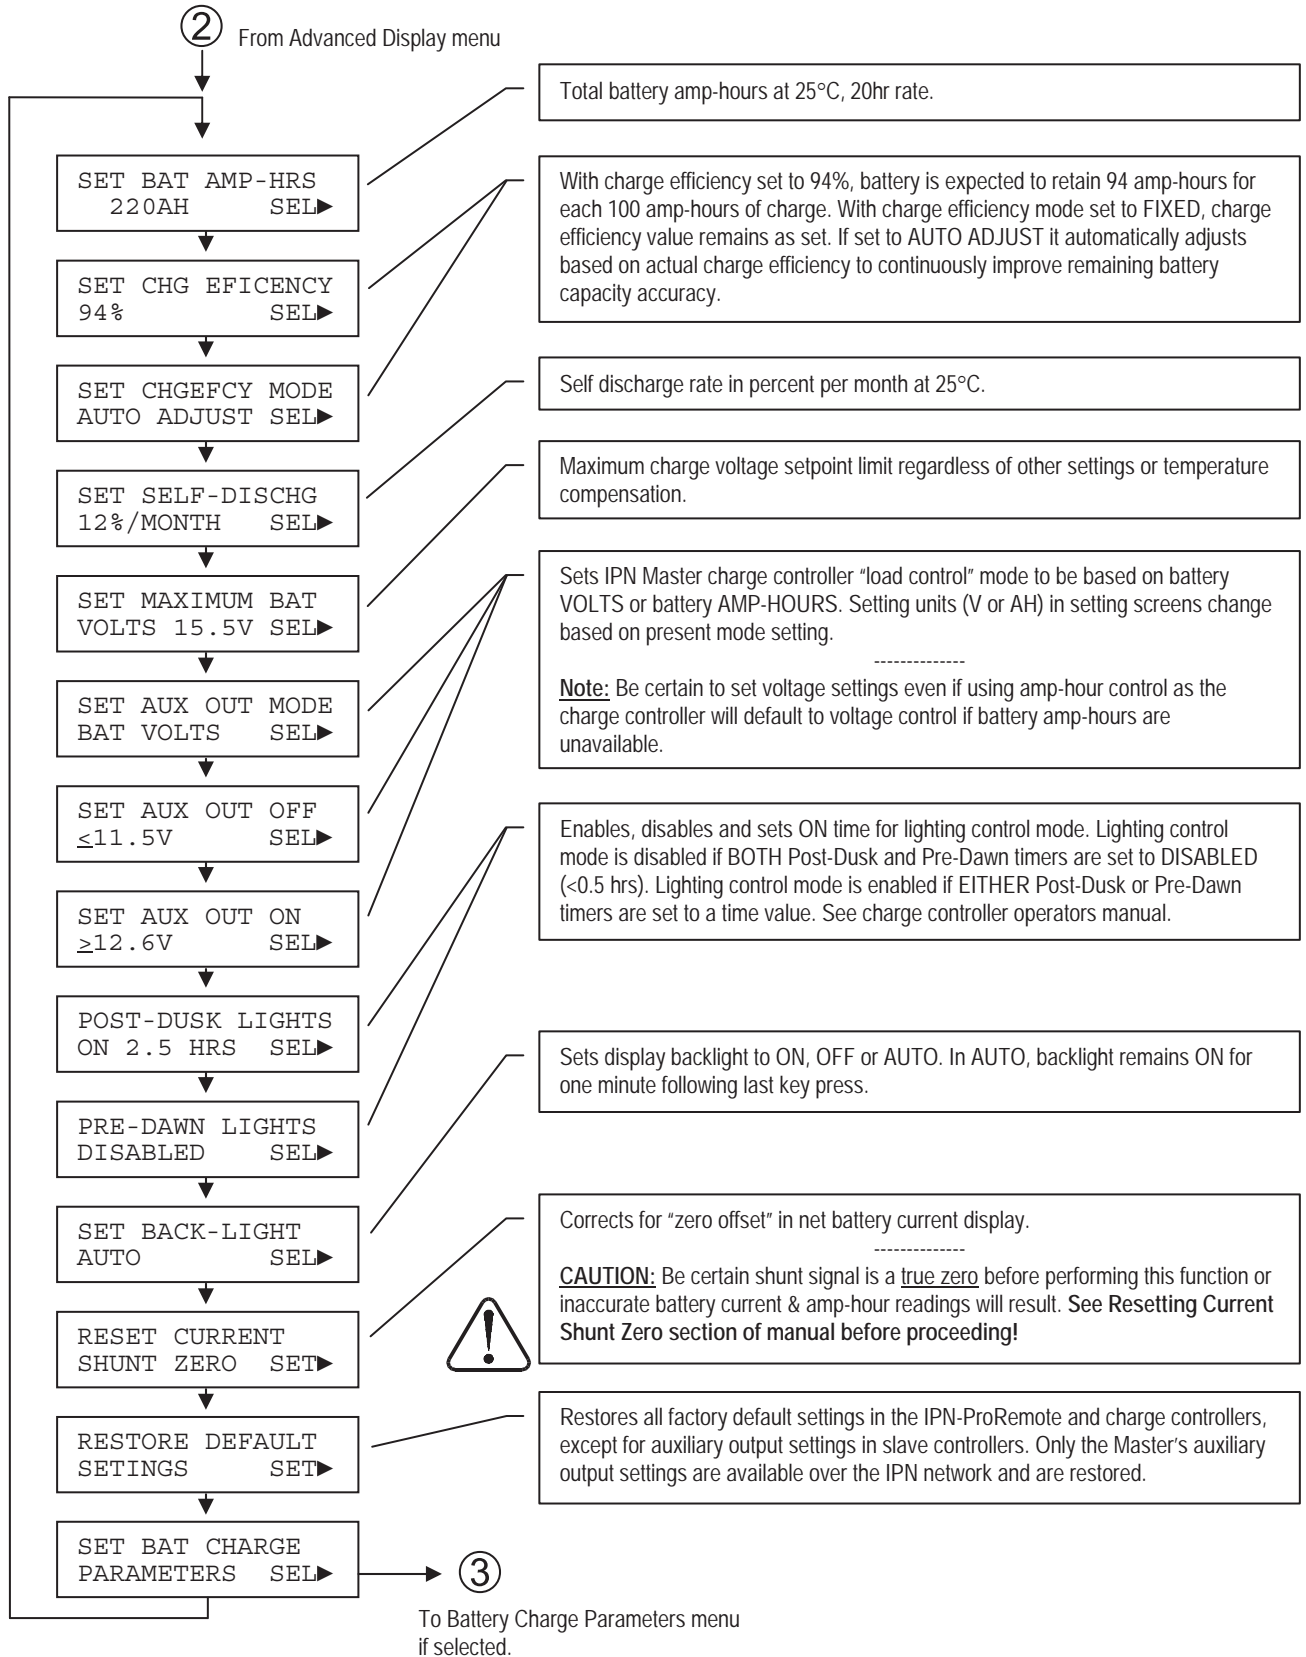 2 From Advanced Display menu
Total battery amp-hours at 25°C, 20hr rate.
SET BAT AMP-HRS
220AH SEL►
With charge efficiency set to 94%, battery is expected to retain 94 amp-hours for
each 100 amp-hours of charge. With charge efficiency mode set to FIXED, charge
efficiency value remains as set. If set to AUTO ADJUST it automatically adjusts
based on actual charge efficiency to continuously improve remaining battery
capacity accuracy.
SET CHG EFICENCY
94% SEL►
SET CHGEFCY MODE
AUTO ADJUST SEL►
Self discharge rate in percent per month at 25°C.
SET SELF-DISCHG
12%/MONTH SEL►
Maximum charge voltage setpoint limit regardless of other settings or temperature
compensation.
SET MAXIMUM BAT
VOLTS 15.5V SEL►
Sets IPN Master charge controller “load control” mode to be based on battery
VOLTS or battery AMP-HOURS. Setting units (V or AH) in setting screens change
based on present mode setting.
--------------
Note: Be certain to set voltage settings even if using amp-hour control as the
charge controller will default to voltage control if battery amp-hours are
unavailable.
SET AUX OUT MODE
BAT VOLTS SEL►
SET AUX OUT OFF
≤11.5V SEL►
SET AUX OUT ON
≥12.6V SEL►
Enables, disables and sets ON time for lighting control mode. Lighting control
mode is disabled if BOTH Post-Dusk and Pre-Dawn timers are set to DISABLED
(<0.5 hrs). Lighting control mode is enabled if EITHER Post-Dusk or Pre-Dawn
timers are set to a time value. See charge controller operators manual.
POST-DUSK LIGHTS
ON 2.5 HRS SEL►
PRE-DAWN LIGHTS
DISABLED SEL►
Sets display backlight to ON, OFF or AUTO. In AUTO, backlight remains ON for
one minute following last key press.
SET BACK-LIGHT
AUTO SEL►
Corrects for “zero offset” in net battery current display.
--------------
CAUTION: Be certain shunt signal is a true zero before performing this function or
inaccurate battery current & amp-hour readings will result. See Resetting Current
Shunt Zero section of manual before proceeding!
!
RESET CURRENT
SHUNT ZERO SET►
Restores all factory default settings in the IPN-ProRemote and charge controllers,
except for auxiliary output settings in slave controllers. Only the Master’s auxiliary
output settings are available over the IPN network and are restored.
RESTORE DEFAULT
SETINGS SET►
SET BAT CHARGE
PARAMETERS SEL►
3
To Battery Charge Parameters menu
if selected.